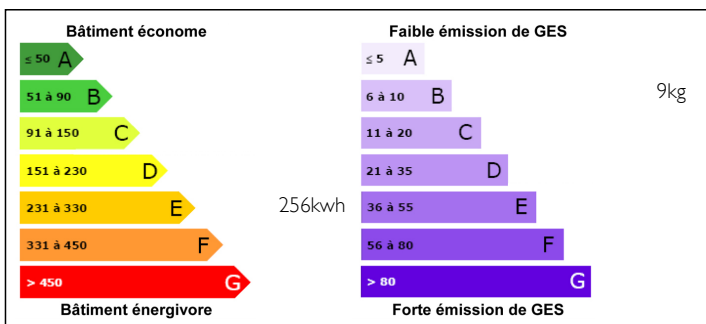 Bâtiment économe
≤ 50 A
51 à 90 B
91 à 150 C
151 à 230 D
231 à 330 E
256kwh
331 à 450 F
> 450 G
Bâtiment énergivore
Faible émission de GES
≤ 5 A
6 à 10 B
9kg
11 à 20 C
21 à 35 D
36 à 55 E
56 à 80 F
> 80 G
Forte émission de GES